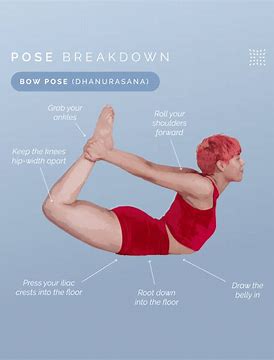 POSE BREAKDOWN
BOW POSE (DHANURASANA)
Grab your
ankles
Roll your
shoulders
forward
Keep the knees
hip-width apart
Press your iliac
crests into the floor
Root down
into the floor
Draw the
belly in